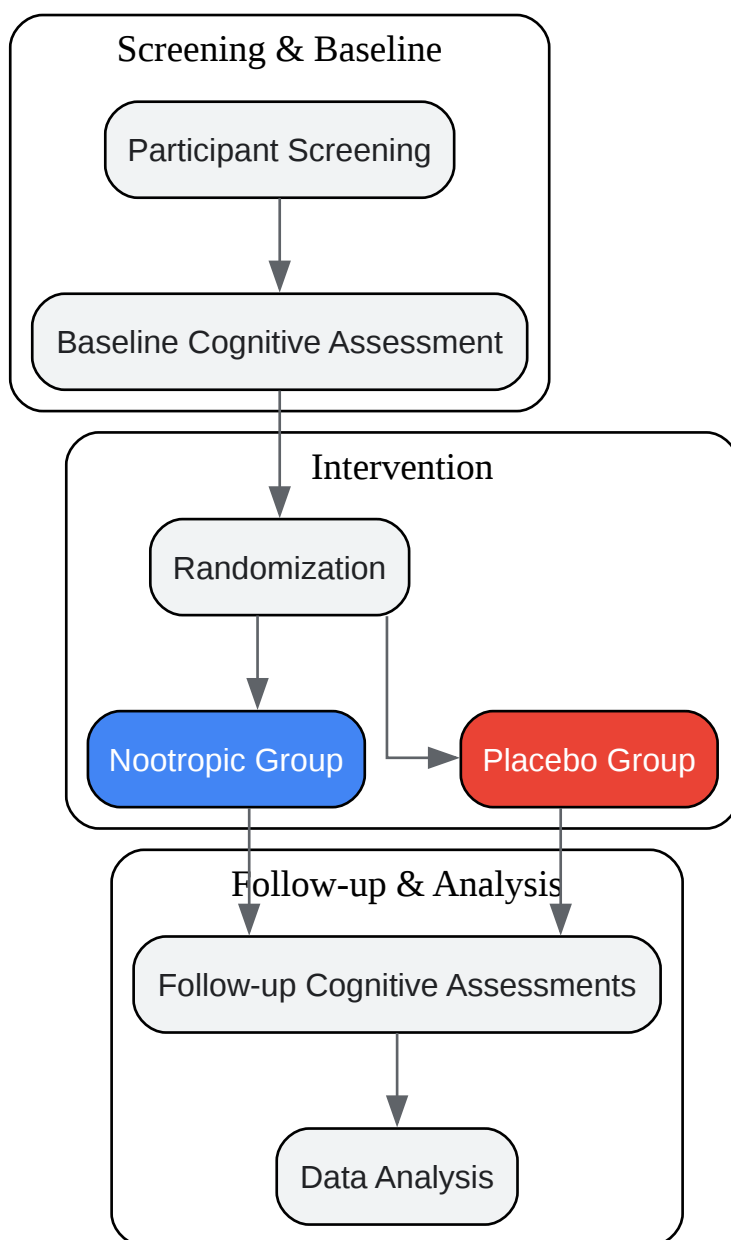 Screening & Baseline
Participant Screening
Baseline Cognitive Assessment
Intervention
Randomization
Nootropic Group
Placebo Group
Follow-up & Analysis
Follow-up Cognitive Assessments
Data Analysis